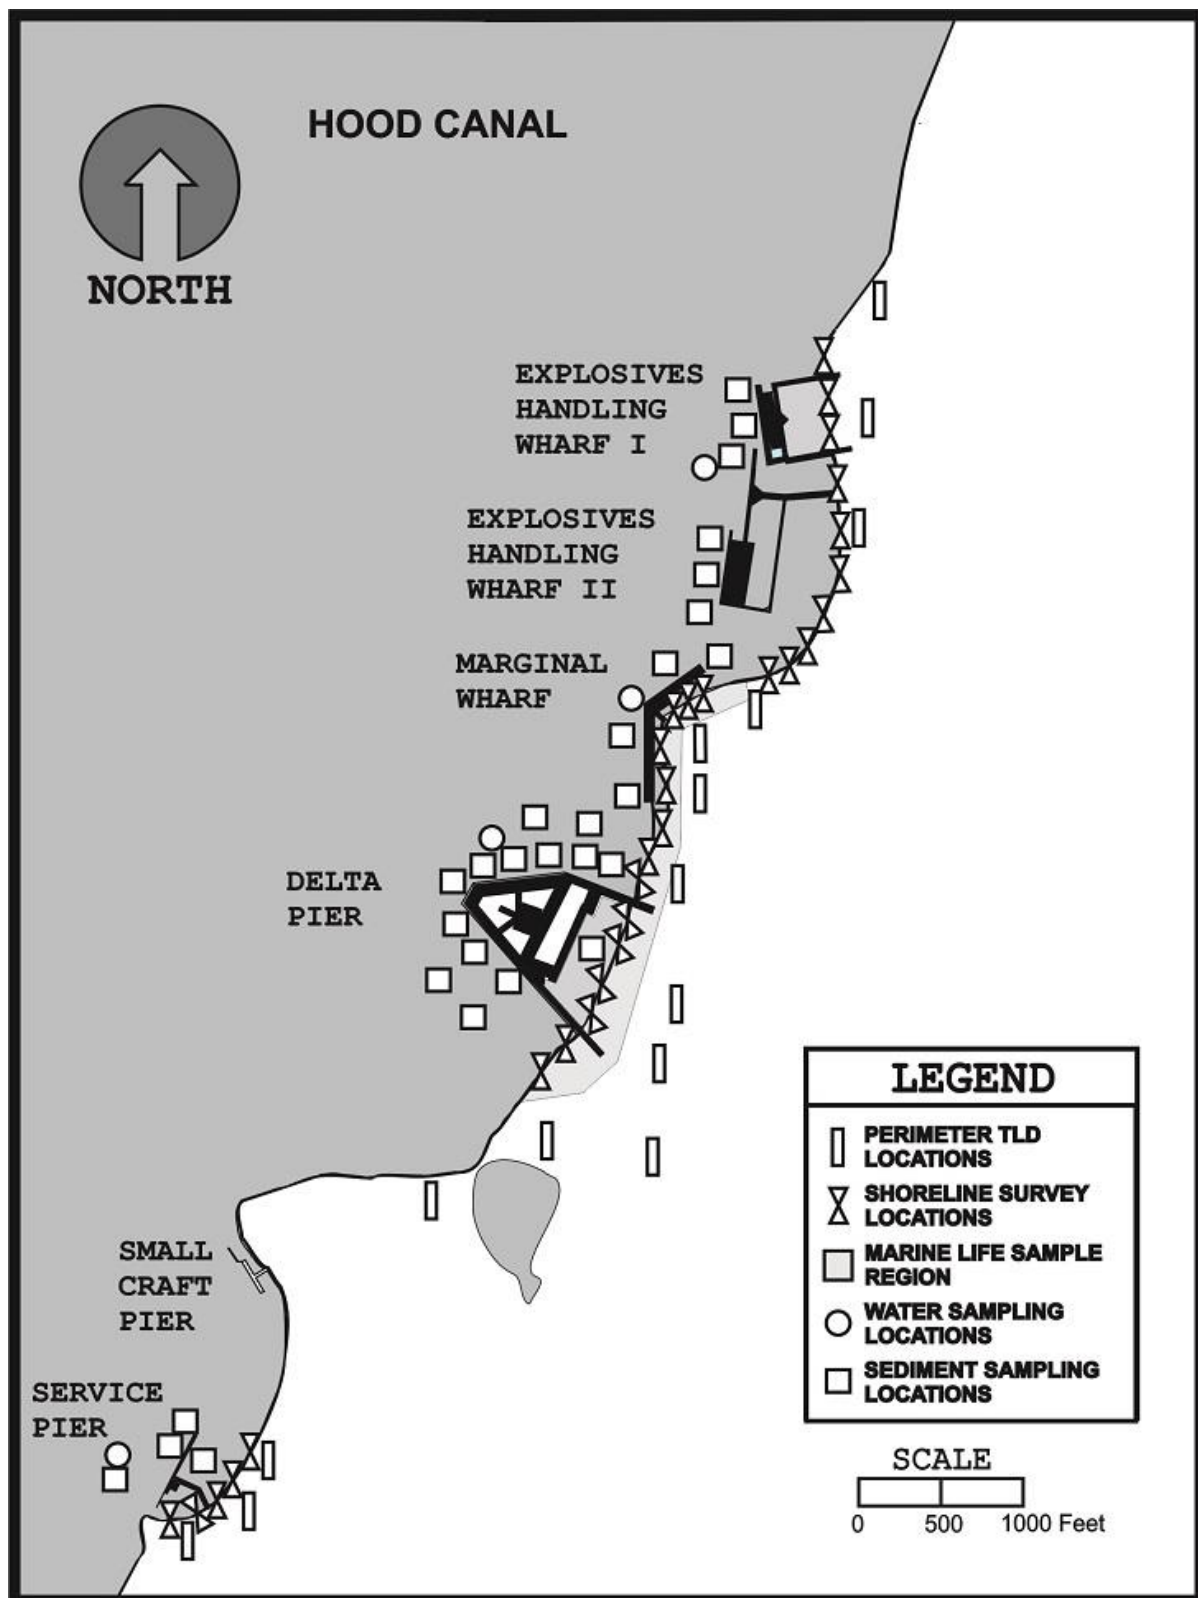 HOOD CANAL
NORTH
EXPLOSIVES
HANDLING
WHARF I
EXPLOSIVES
HANDLING
WHARF II
MARGINAL
WHARF
DELTA
PIER
SMALL
CRAFT
PIER
SERVICE
PIER
LEGEND
PERIMETER TLD
LOCATIONS
SHORELINE SURVEY
LOCATIONS
MARINE LIFE SAMPLE
REGION
WATER SAMPLING
LOCATIONS
SEDIMENT SAMPLING
LOCATIONS
SCALE
0 500 1000 Feet